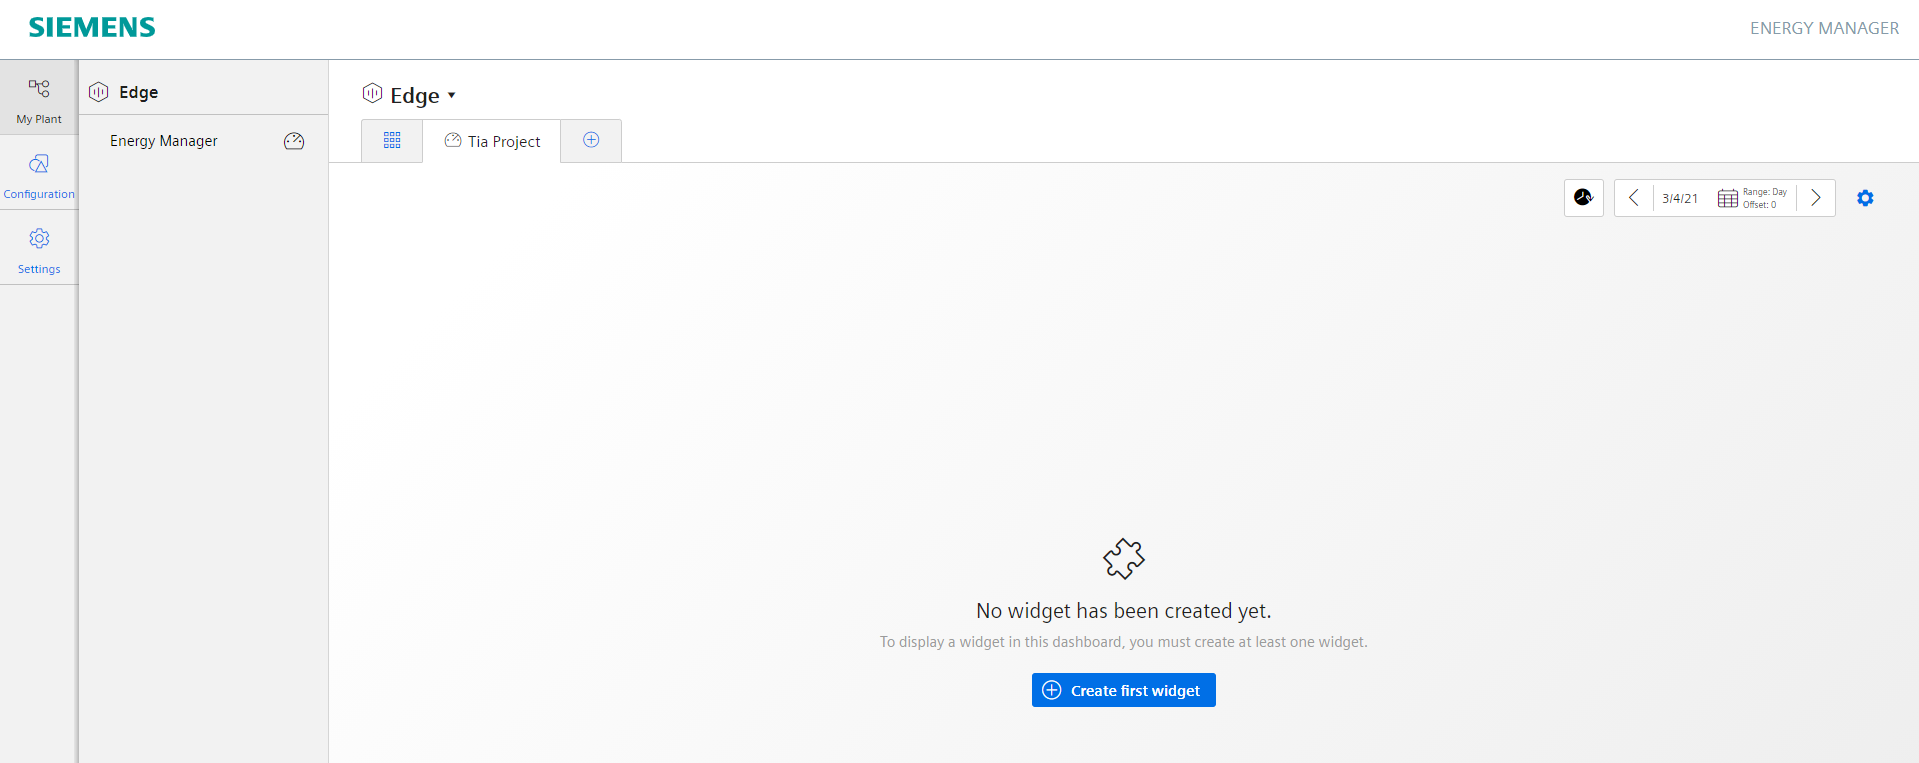 SIEMENS
ENERGY MANAGER
My Plant
Configuration
Settings
Edge
Energy Manager
Edge
Tia Project
3/4/21
Range: Day
Offset: 0
No widget has been created yet.
To display a widget in this dashboard, you must create at least one widget.
Create first widget